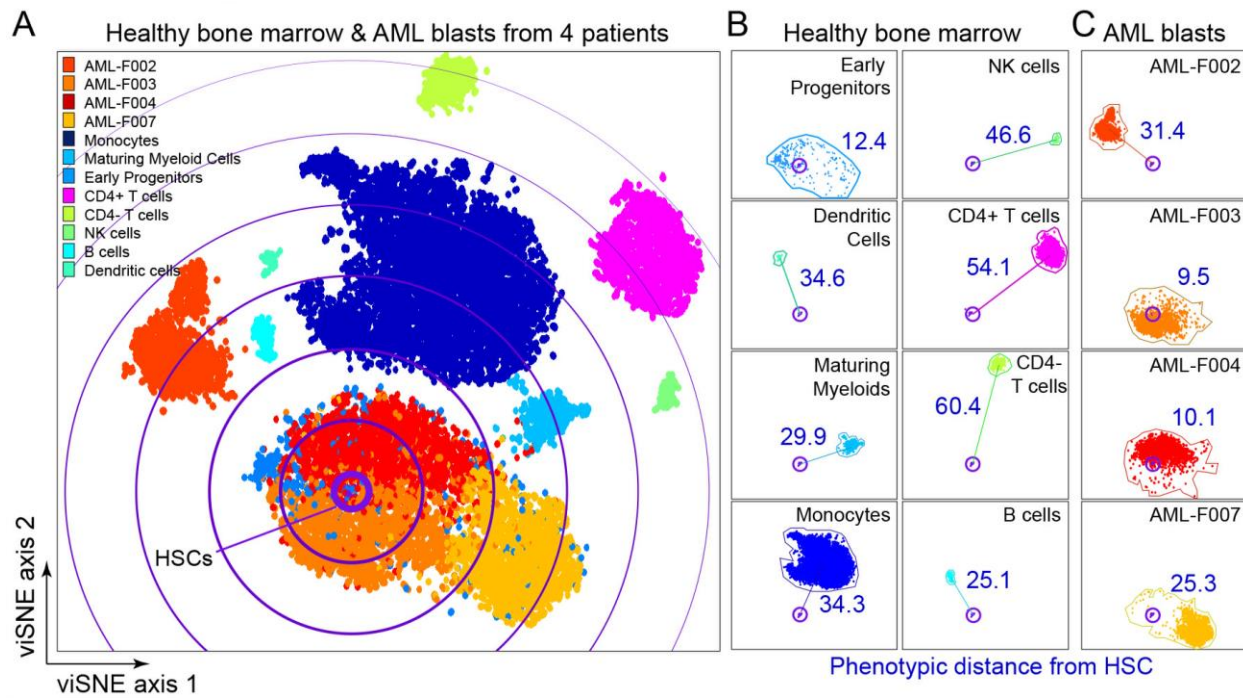 A
Healthy bone marrow & AML blasts from 4 patients
AML-F002
AML-F003
AML-F004
AML-F007
Monocytes
Maturing Myeloid Cells
Early Progenitors
CD4+ T cells
CD4- T cells
NK cells
B cells
Dendritic cells
HSCs
viSNE axis 2
viSNE axis 1
B
Healthy bone marrow
Early
Progenitors
12.4
NK cells
46.6
Dendritic
Cells
34.6
CD4+ T cells
54.1
Maturing
Myeloids
29.9
CD4-
T cells
60.4
Monocytes
34.3
B cells
25.1
C
AML blasts
AML-F002
31.4
AML-F003
9.5
AML-F004
10.1
AML-F007
25.3
Phenotypic distance from HSC